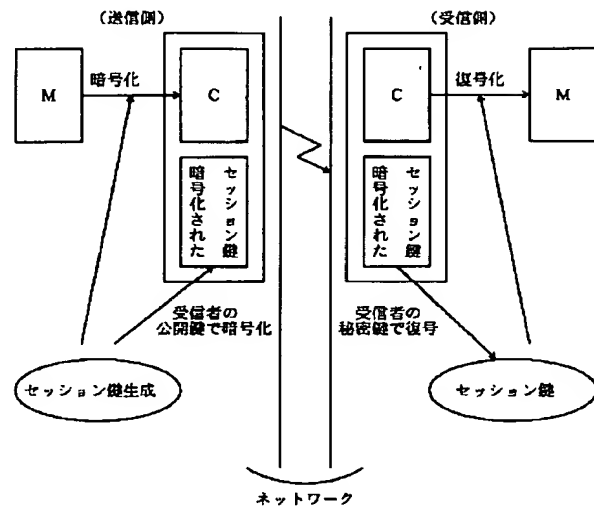 (送信側)
(受信側)
M
暗号化
C
C
復号化
M
暗号化された
セッション鍵
暗号化された
セッション鍵
受信者の
公開鍵で暗号化
受信者の
秘密鍵で復号
セッション鍵生成
セッション鍵
ネットワーク